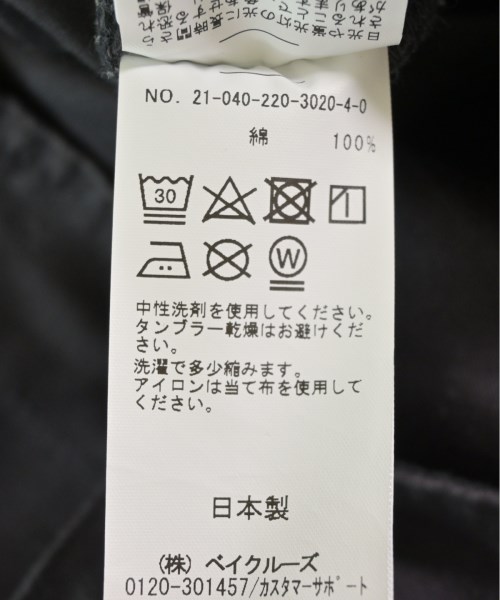 NO. 21-040-220-3020-4-0
綿 100%
30
W
中性洗剤を使用してください。
タンブラー乾燥はお避けくだ
さい。
洗濯で多少縮みます。
アイロンは当て布を使用して
ください。
日本製
(株) ベイクルーズ
0120-301457/カスタマーサポート